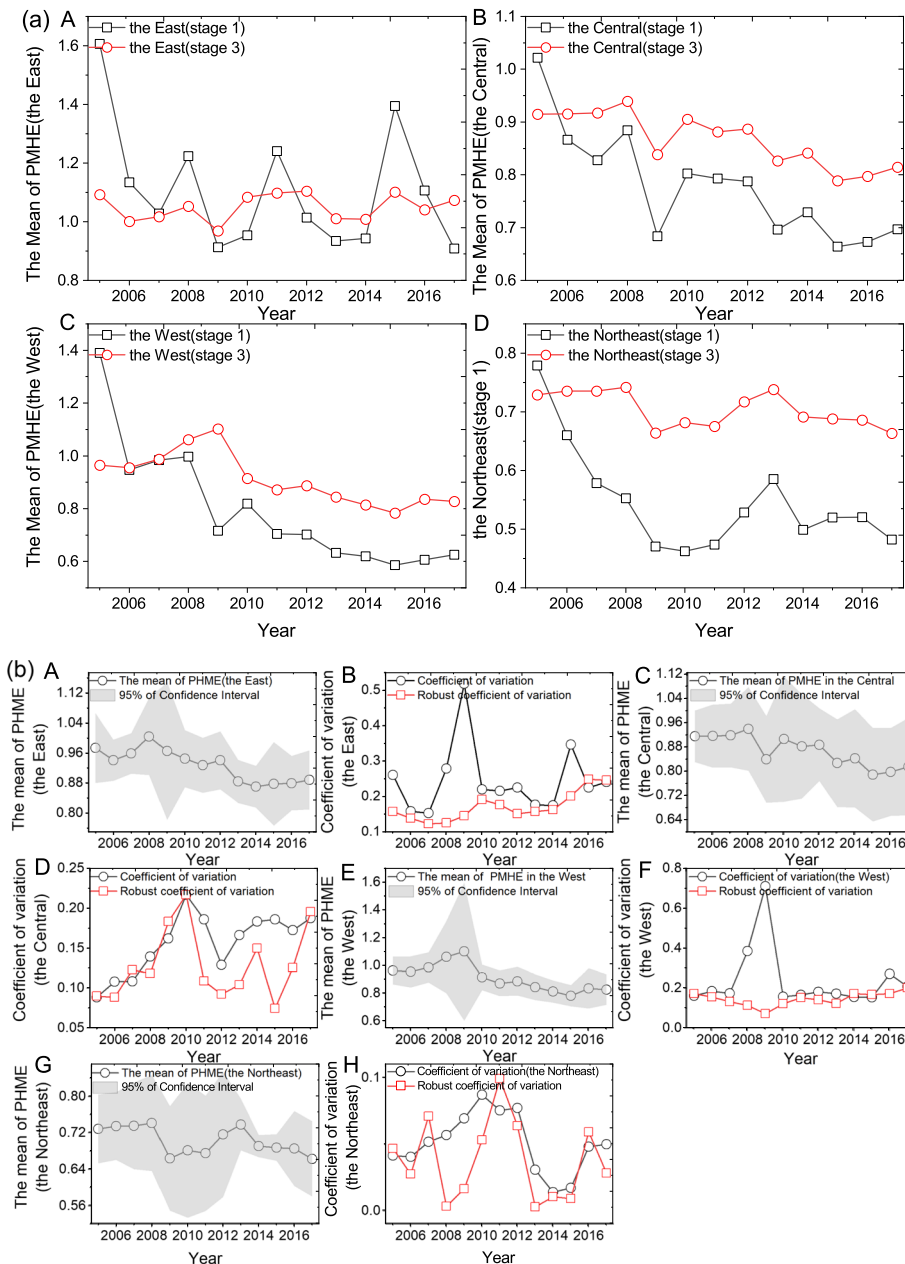 (a)
A
the East(stage 1)
the East(stage 3)
The Mean of PMHE(the East)
1.6
1.4
1.2
1.0
0.8
2006 2008 2010 2012 2014 2016
Year
B
the Central(stage 1)
the Central(stage 3)
The Mean of PMHE(the Central)
1.0
0.9
0.8
0.7
0.6
2006 2008 2010 2012 2014 2016
Year
C
the West(stage 1)
the West(stage 3)
The Mean of PMHE(the West)
1.4
1.2
1.0
0.8
0.6
2006 2008 2010 2012 2014 2016
Year
D
the Northeast(stage 1)
the Northeast(stage 3)
the Northeast(stage 1)
0.8
0.7
0.6
0.5
0.4
2006 2008 2010 2012 2014 2016
Year
(b)
A
The mean of PHME(the East)
95% of Confidence Interval
The mean of PHME
(the East)
1.12
1.04
0.96
0.88
0.80
2006 2008 2010 2012 2014 2016
Year
B
Coefficient of variation
Robust coefficient of variation
Coefficient of variation
(the East)
0.5
0.4
0.3
0.2
0.1
2006 2008 2010 2012 2014 2016
Year
C
The mean of PMHE in the Central
95% of Confidence Interval
The mean of PHME
(the Central)
1.12
1.04
0.96
0.88
0.80
0.72
0.64
2006 2008 2010 2012 2014 2016
Year
D
Coefficient of variation
Robust coefficient of variation
Coefficient of variation
(the Central)
0.25
0.20
0.15
0.10
0.05
2006 2008 2010 2012 2014 2016
Year
E
The mean of PMHE in the West
95% of Confidence Interval
The mean of PHME
(the West)
1.6
1.4
1.2
1.0
0.8
0.6
2006 2008 2010 2012 2014 2016
Year
F
Coefficient of variation(the West)
Robust coefficient of variation
Coefficient of variation
(the West)
0.8
0.6
0.4
0.2
0.0
2006 2008 2010 2012 2014 2016
Year
G
The mean of PHME(the Northeast)
95% of Confidence Interval
The mean of PHME
(the Northeast)
0.80
0.72
0.64
0.56
2006 2008 2010 2012 2014 2016
Year
H
Coefficient of variation(the Northeast)
Robust coefficient of variation
Coefficient of variation
(the Northeast)
0.1
0.0
2006 2008 2010 2012 2014 2016
Year